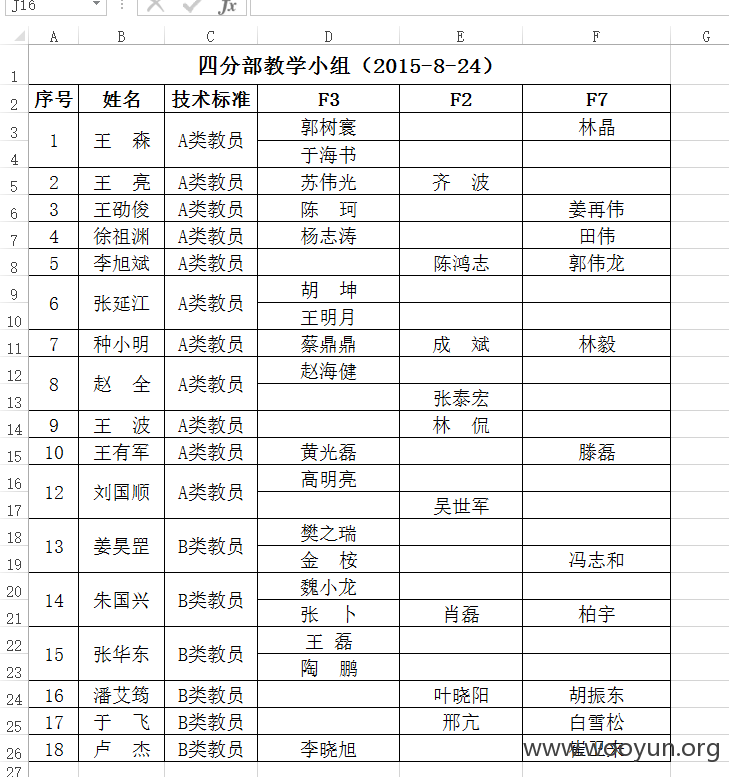 J16
fx
A B C D E F G
1 四分部教学小组（2015-8-24）
2 序号 姓名 技术标准 F3 F2 F7
3 郭树寰 林晶
1 王 森 A类教员
4 于海书
5 2 王 亮 A类教员 苏伟光 齐 波
6 3 王劭俊 A类教员 陈 珂 姜再伟
7 4 徐祖渊 A类教员 杨志涛 田伟
8 5 李旭斌 A类教员 陈鸿志 郭伟龙
9 胡 坤
6 张延江 A类教员
10 王明月
11 7 种小明 A类教员 蔡鼎鼎 成 斌 林毅
12 赵海健
8 赵 全 A类教员
13 张泰宏
14 9 王 波 A类教员 林 侃
15 10 王有军 A类教员 黄光磊 滕磊
16 高明亮
12 刘国顺 A类教员
17 吴世军
18 樊之瑞
13 姜昊罡 B类教员
19 金 桉 冯志和
20 魏小龙
14 朱国兴 B类教员
21 张 卜 肖磊 柏宇
22 王 磊
15 张华东 B类教员
23 陶 鹏
24 16 潘艾筠 B类教员 叶晓阳 胡振东
25 17 于 飞 B类教员 邢亢 白雪松
26 18 卢 杰 B类教员 李晓旭
www.wooyun.org
27